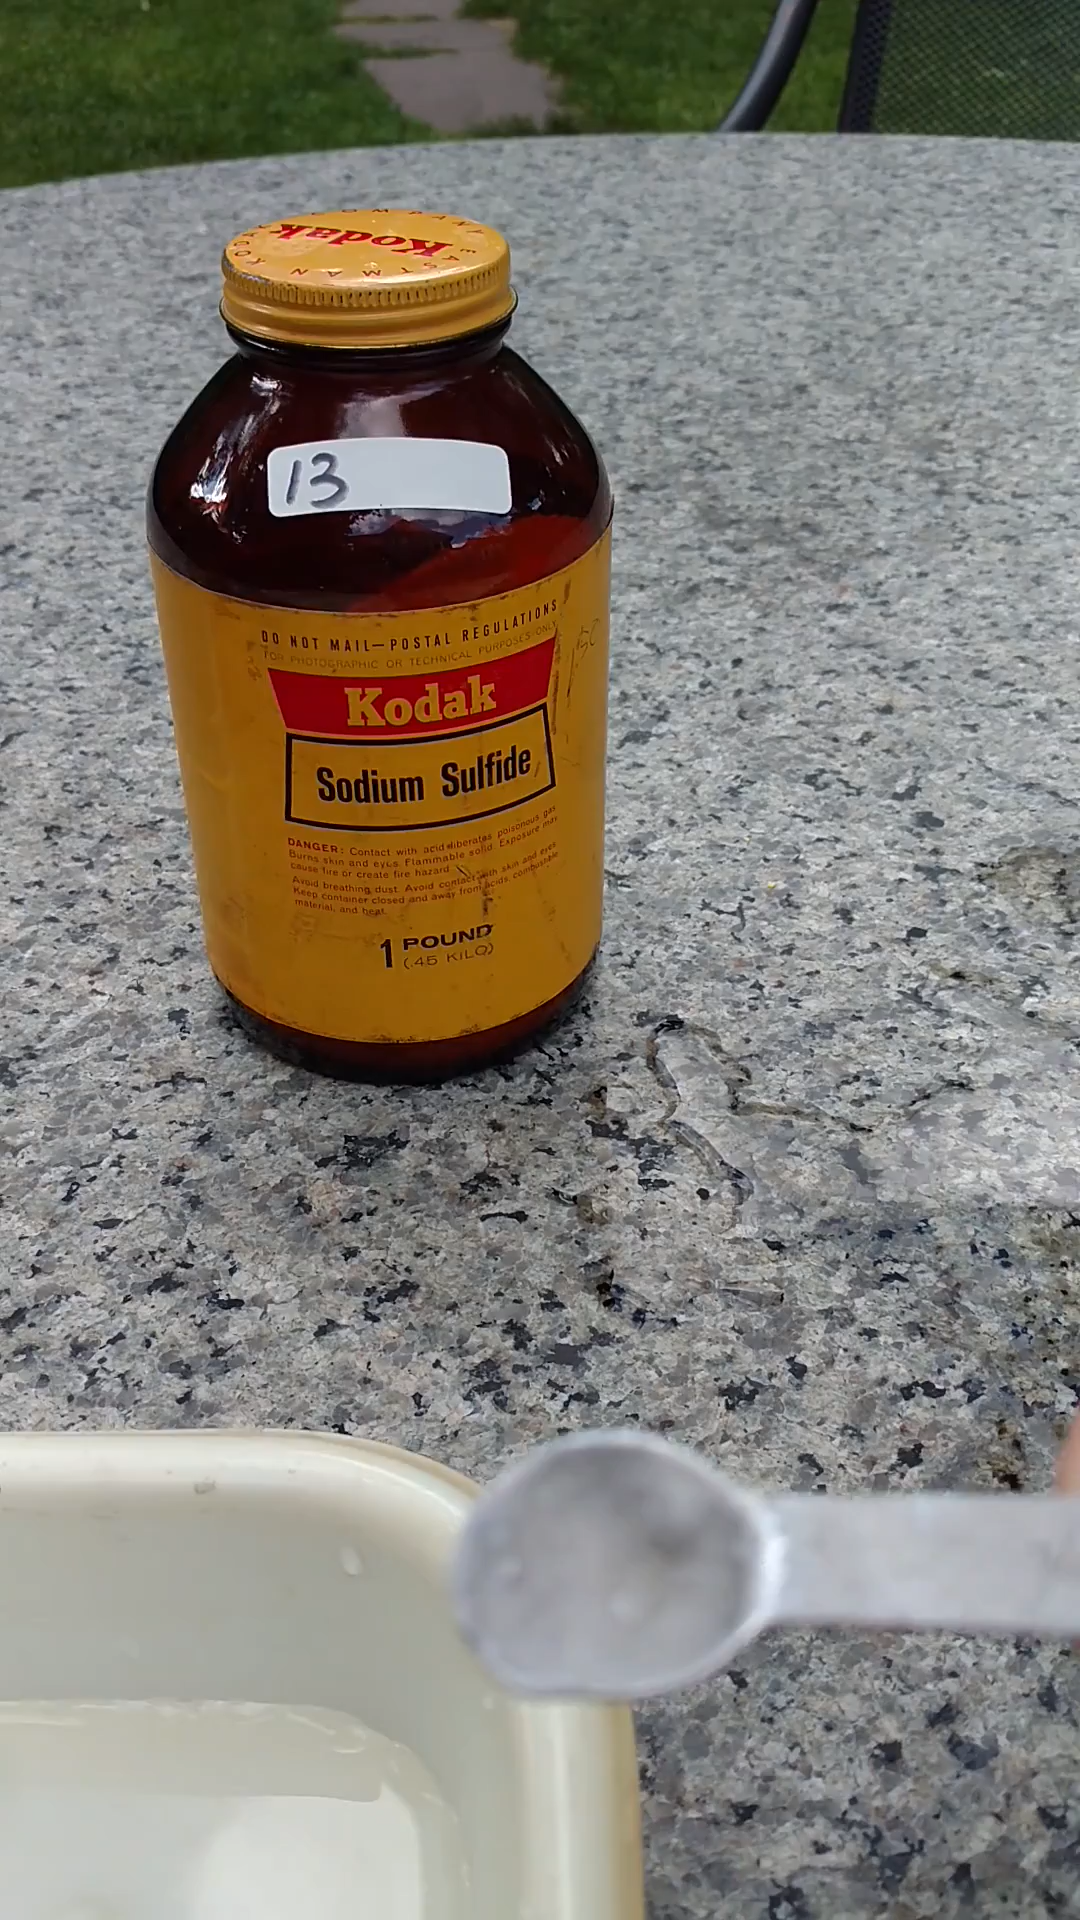 Kodak
EASTMAN KODAK
13
DO NOT MAIL—POSTAL REGULATIONS
FOR PHOTOGRAPHIC OR TECHNICAL PURPOSES ONLY
Kodak
Sodium Sulfide
DANGER: Contact with acid liberates poisonous gas
Burns skin and eyes. Flammable solid. Exposure may
cause fire or create fire hazard
Avoid breathing dust. Avoid contact with skin and eyes
Keep container closed and away from acids, combustible
material, and heat.
1 POUND
(.45 KILO)